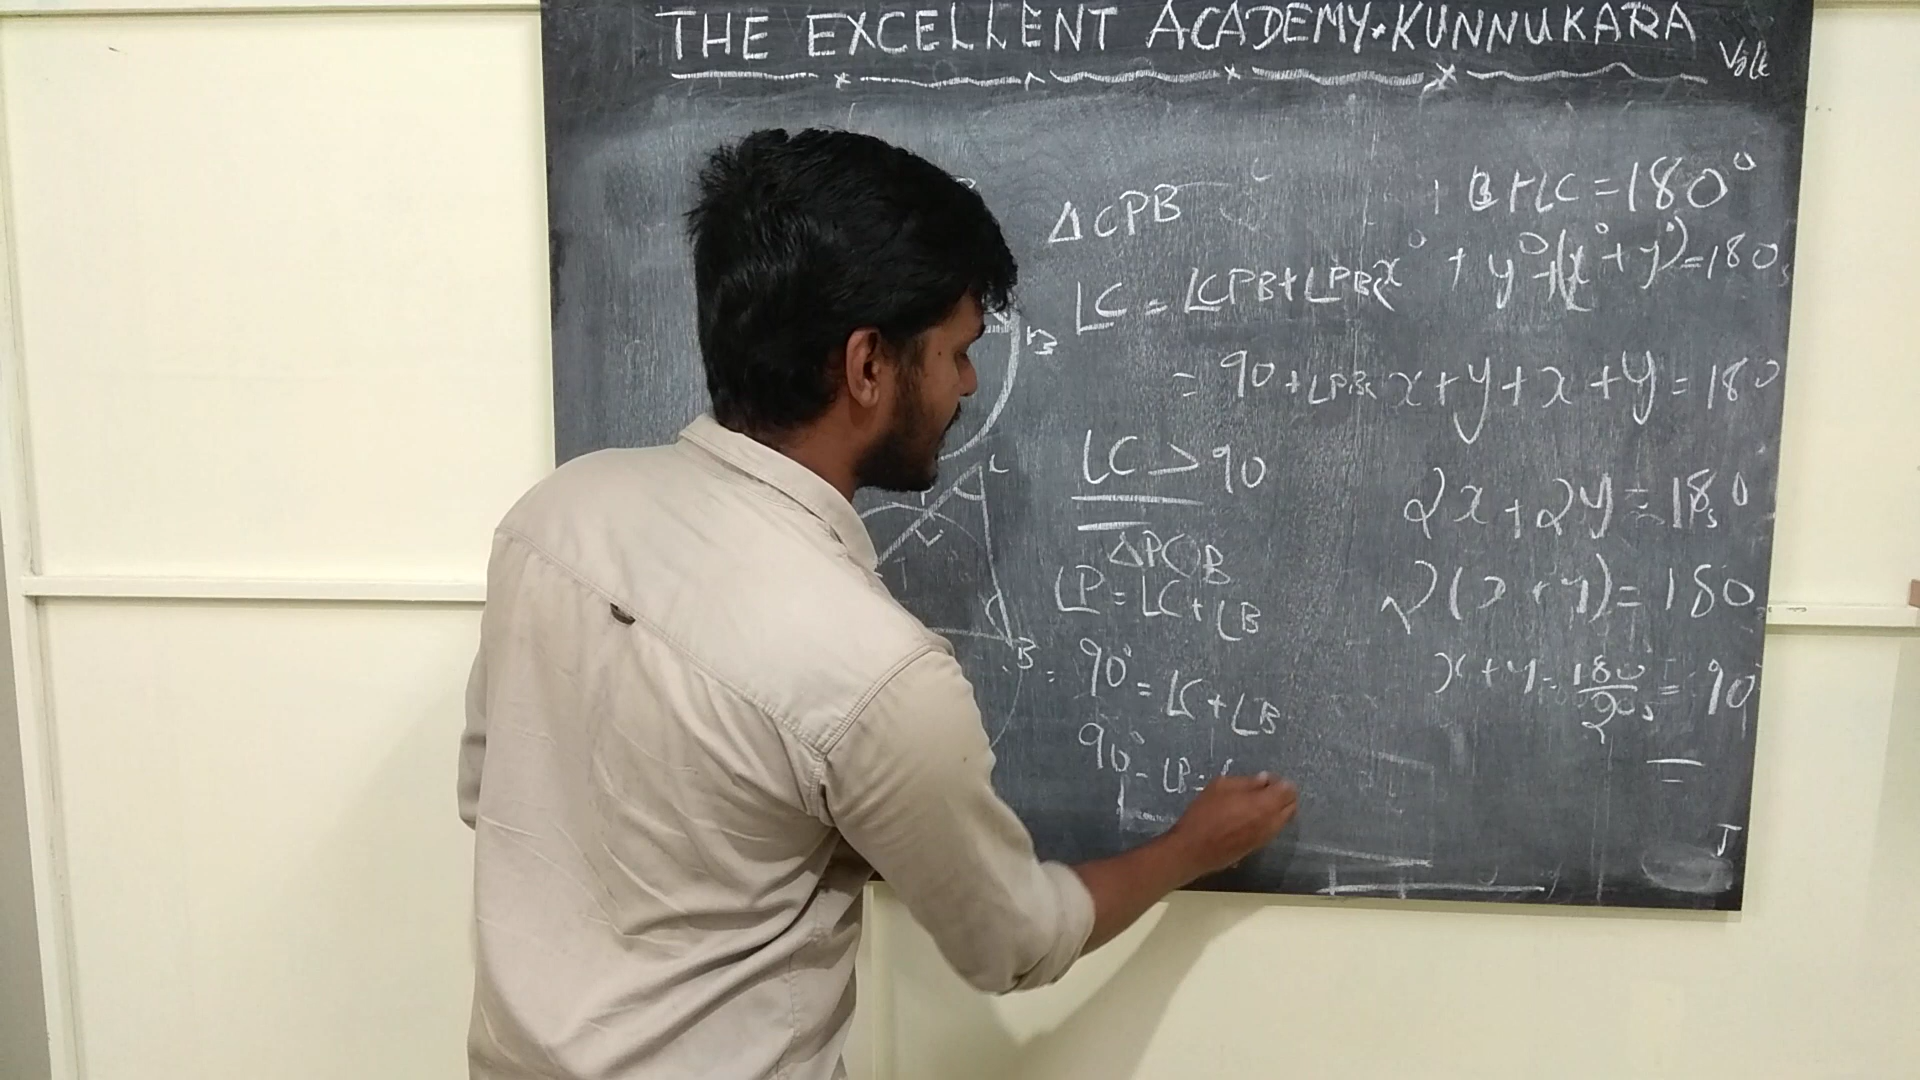 THE EXCELLENT ACADEMY•KUNNUKARA
∆CPB
∠C = ∠CPB+∠PBC
= 90 +∠PBC
∠C > 90
∆PCB
∠P = ∠C + ∠B
90° = ∠C + ∠B
90° - ∠B =
B
C
B
B+∠C = 180°
x° + y° + (x° + y°) = 180
x + y + x + y = 180
2x + 2y = 180
2(x + y) = 180
x + y = 180/2 = 90